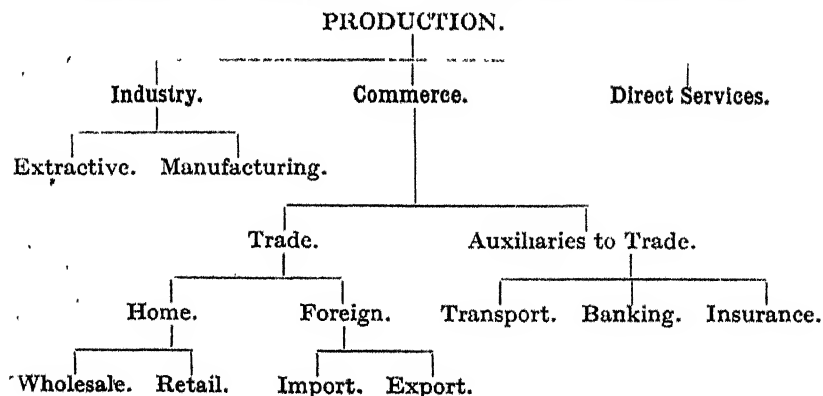 PRODUCTION.
Industry. Commerce. Direct Services.
Extractive. Manufacturing.
Trade. Auxiliaries to Trade.
Home. Foreign. Transport. Banking. Insurance.
Wholesale. Retail. Import. Export.